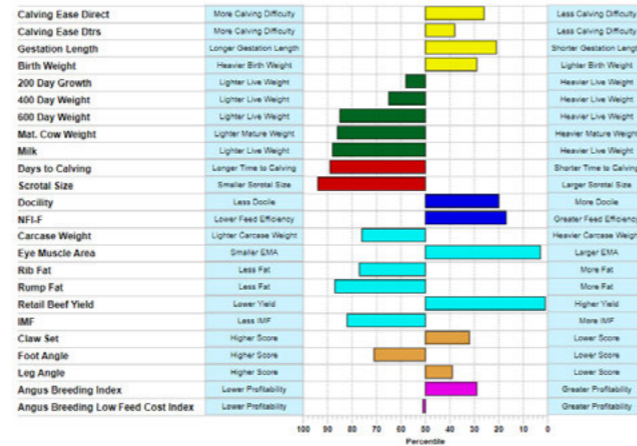 Calving Ease Direct More Calving Difficulty Less Calving Difficulty
Calving Ease Dtrs More Calving Difficulty Less Calving Difficulty
Gestation Length Longer Gestation Length Shorter Gestation Length
Birth Weight Heavier Birth Weight Lighter Birth Weight
200 Day Growth Lighter Live Weight Heavier Live Weight
400 Day Weight Lighter Live Weight Heavier Live Weight
600 Day Weight Lighter Live Weight Heavier Live Weight
Mat. Cow Weight Lighter Mature Weight Heavier Mature Weight
Milk Lighter Live Weight Heavier Live Weight
Days to Calving Longer Time to Calving Shorter Time to Calving
Scrotal Size Smaller Scrotal Size Larger Scrotal Size
Docility Less Docile More Docile
NFI-F Lower Feed Efficiency Greater Feed Efficiency
Carcase Weight Lighter Carcase Weight Heavier Carcase Weight
Eye Muscle Area Smaller EMA Larger EMA
Rib Fat Less Fat More Fat
Rump Fat Less Fat More Fat
Retail Beef Yield Lower Yield Higher Yield
IMF Less IMF More IMF
Claw Set Higher Score Lower Score
Foot Angle Higher Score Lower Score
Leg Angle Higher Score Lower Score
Angus Breeding Index Lower Profitability Greater Profitability
Angus Breeding Low Feed Cost Index Lower Profitability Greater Profitability
100 90 80 70 60 50 40 30 20 10 0
Percentile